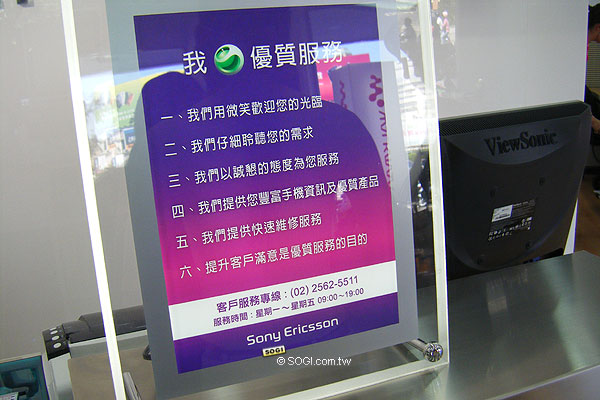 我 優質服務
一、我們用微笑歡迎您的光臨
二、我們仔細聆聽您的需求
三、我們以誠懇的態度為您服務
四、我們提供您豐富手機資訊及優質產品
五、我們提供快速維修服務
六、提升客戶滿意是優質服務的目的
客戶服務專線：(02) 2562-5511
服務時間：星期一～星期五 09:00～19:00
Sony Ericsson
SOGI
© SOGI.com.tw
ViewSonic